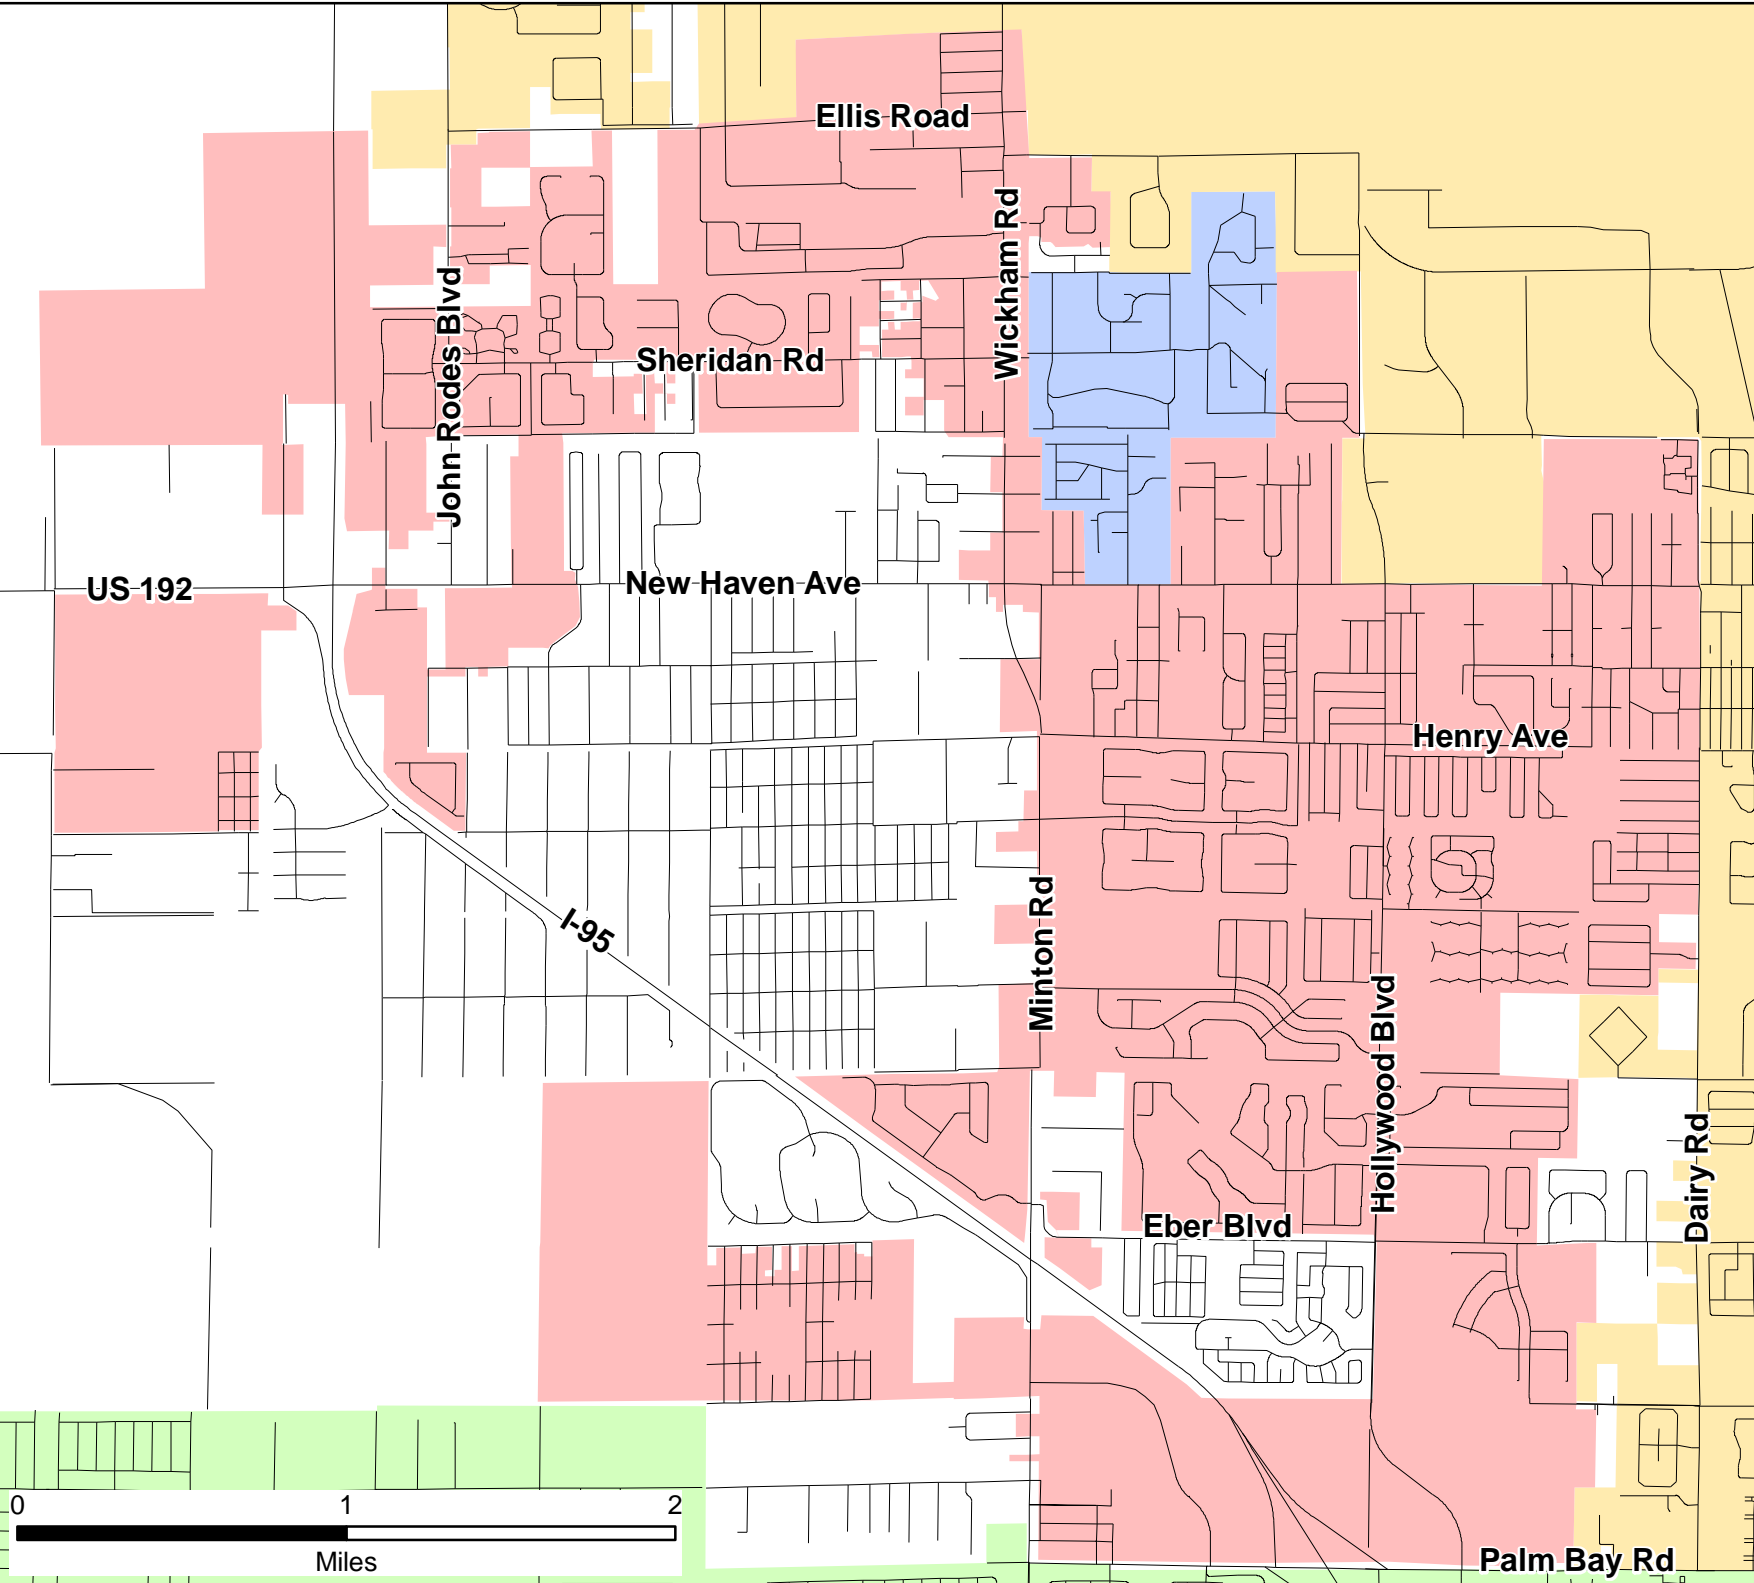 Ellis Road
Wickham Rd
John Rodes Blvd
Sheridan Rd
US 192
New Haven Ave
Henry Ave
I-95
Minton Rd
Hollywood Blvd
Dairy Rd
Eber Blvd
0 1 2
Miles
Palm Bay Rd